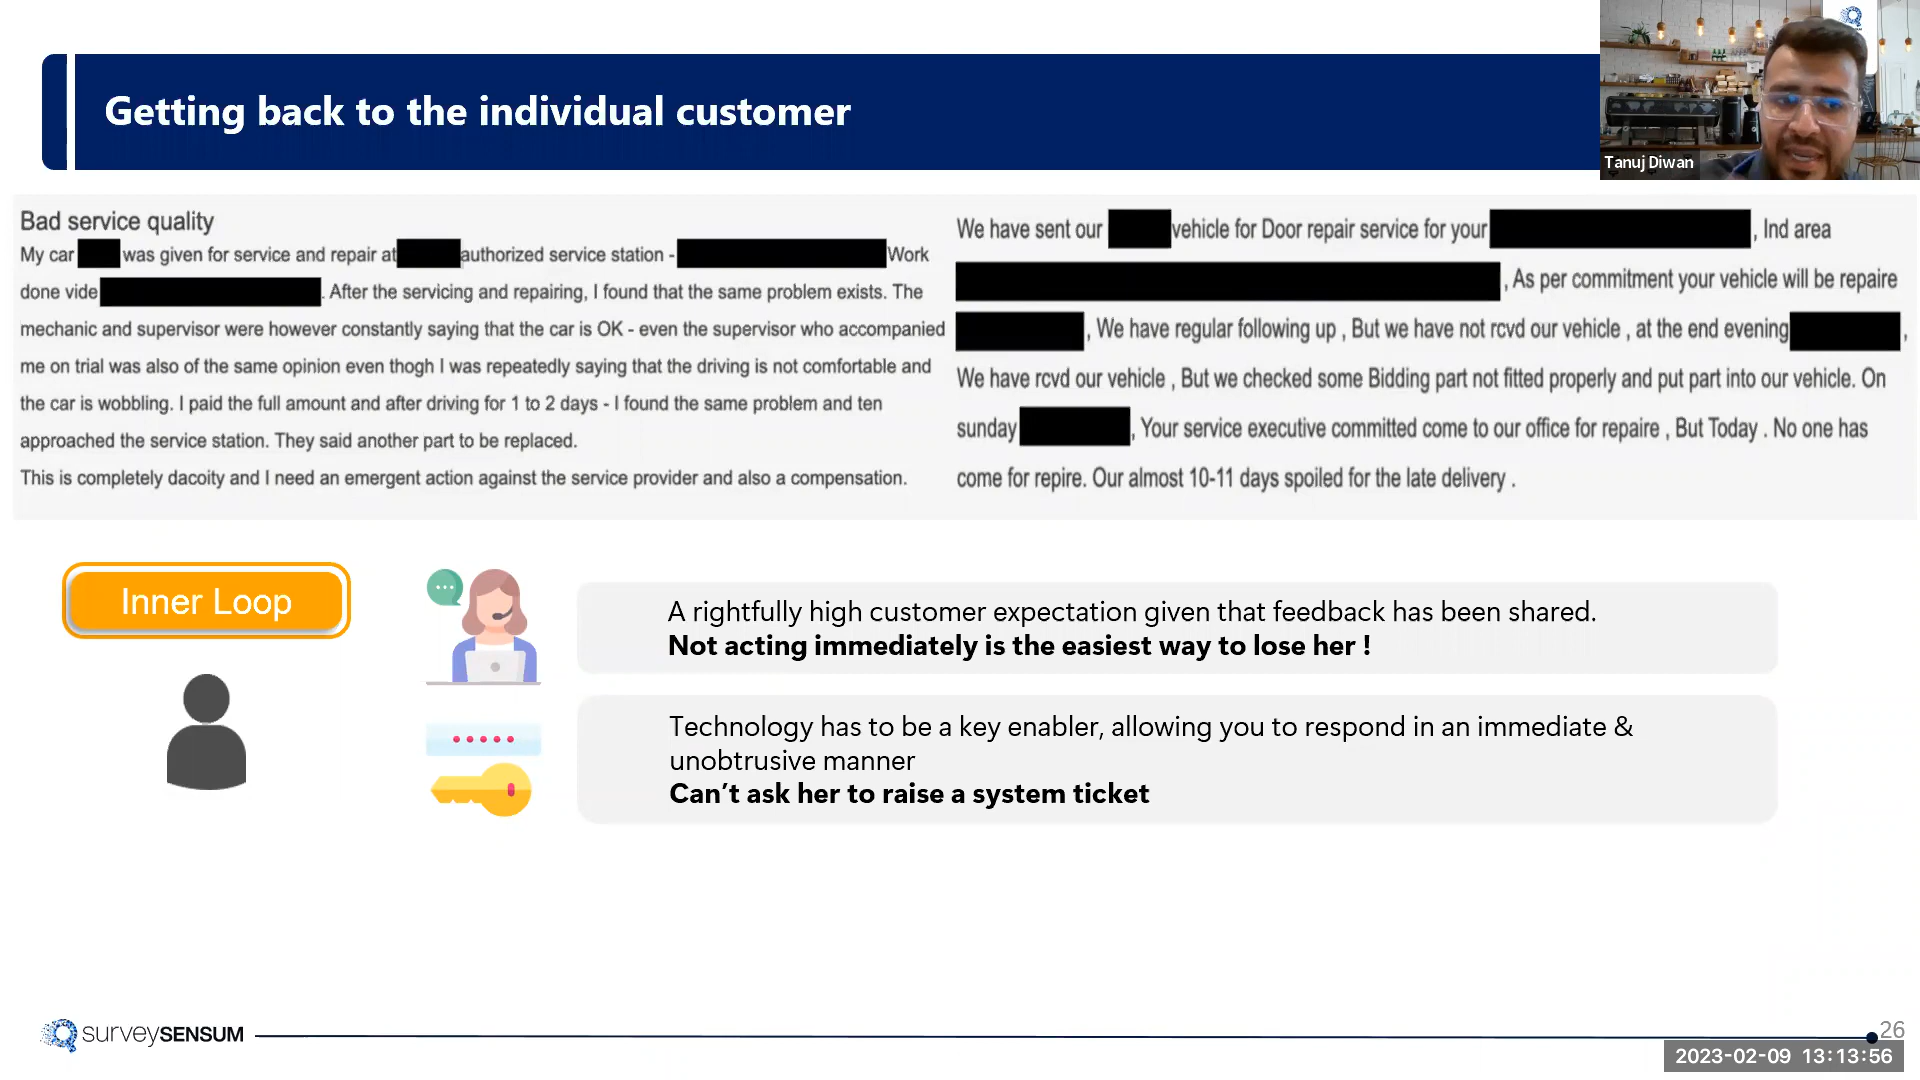 Getting back to the individual customer
Tanuj Diwan
Bad service quality
My car was given for service and repair at authorized service station - Work
done vide . After the servicing and repairing, I found that the same problem exists. The
mechanic and supervisor were however constantly saying that the car is OK - even the supervisor who accompanied
me on trial was also of the same opinion even thogh I was repeatedly saying that the driving is not comfortable and
the car is wobbling. I paid the full amount and after driving for 1 to 2 days - I found the same problem and ten
approached the service station. They said another part to be replaced.
This is completely dacoity and I need an emergent action against the service provider and also a compensation.
We have sent our vehicle for Door repair service for your , Ind area
, As per commitment your vehicle will be repaire
, We have regular following up , But we have not rcvd our vehicle , at the end evening ,
We have rcvd our vehicle , But we checked some Bidding part not fitted properly and put part into our vehicle. On
sunday , Your service executive committed come to our office for repaire , But Today . No one has
come for repire. Our almost 10-11 days spoiled for the late delivery .
Inner Loop
A rightfully high customer expectation given that feedback has been shared.
Not acting immediately is the easiest way to lose her !
Technology has to be a key enabler, allowing you to respond in an immediate &
unobtrusive manner
Can't ask her to raise a system ticket
surveySENSUM
26
2023-02-09 13:13:56